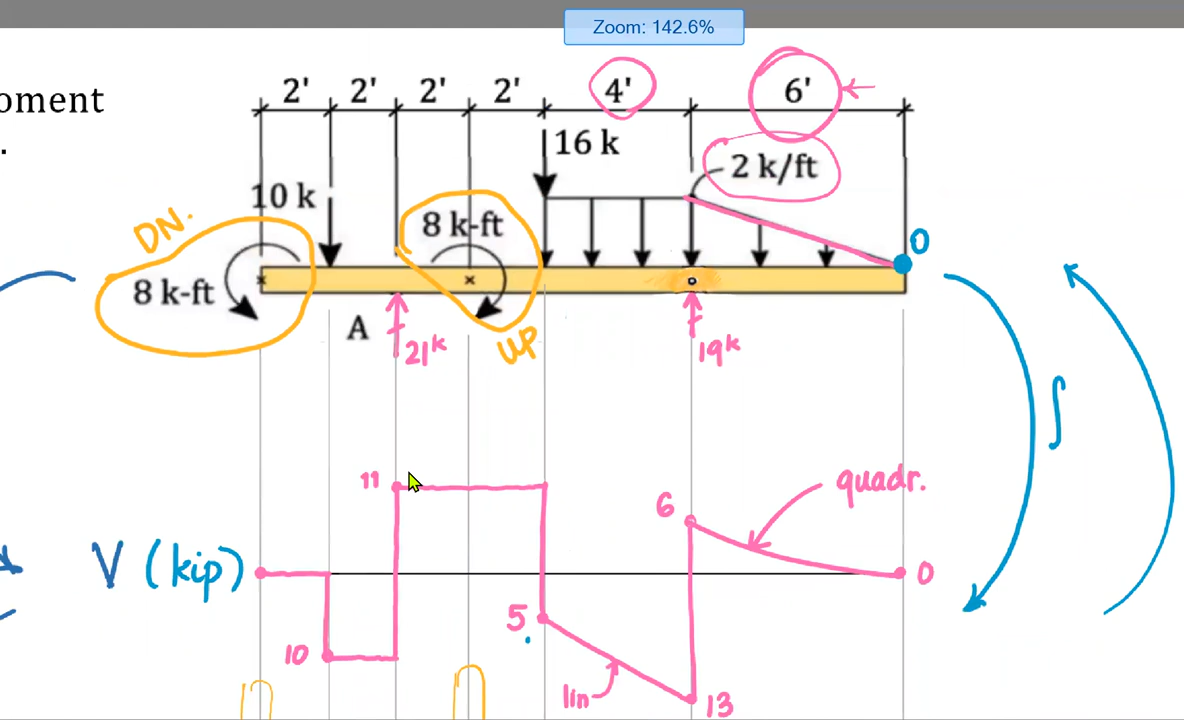 Zoom: 142.6%
oment
.
2' 2' 2' 2' 4' 6'
16 k
2 k/ft
10 k
8 k-ft
DN.
0
8 k-ft
A
21k
UP
19k
∫
11
quadr.
6
V (kip)
0
5
10
lin
13